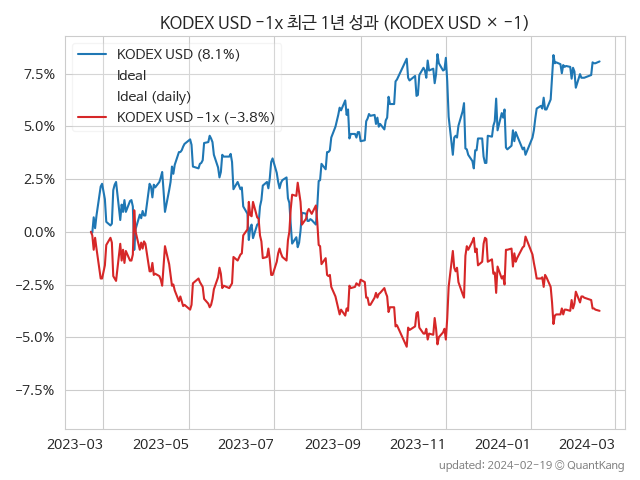 KODEX USD −1x 최근 1년 성과 (KODEX USD × −1)
KODEX USD (8.1%)
Ideal
Ideal (daily)
KODEX USD −1x (−3.8%)
7.5%
5.0%
2.5%
0.0%
−2.5%
−5.0%
−7.5%
2023−03 2023−05 2023−07 2023−09 2023−11 2024−01 2024−03
updated: 2024−02−19 © QuantKang